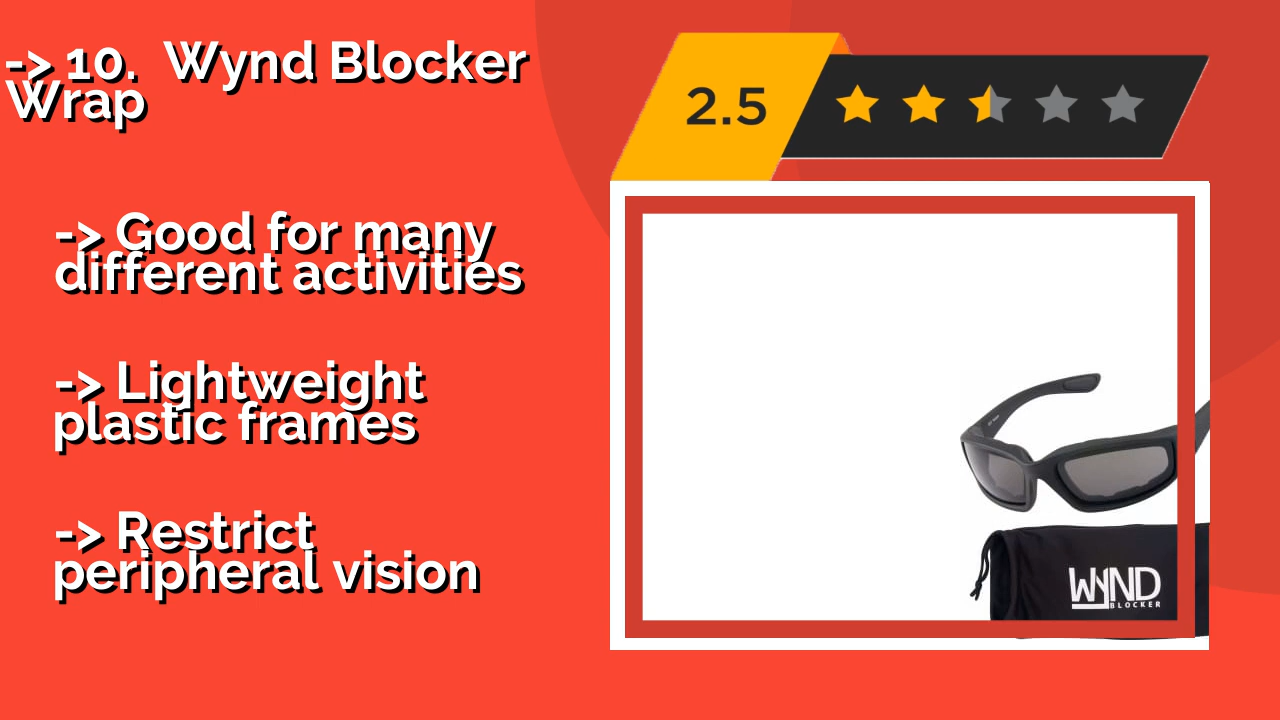 -> 10.  Wynd Blocker
Wrap
2.5
-> Good for many
different activities
-> Lightweight
plastic frames
-> Restrict
peripheral vision
WYND
BLOCKER